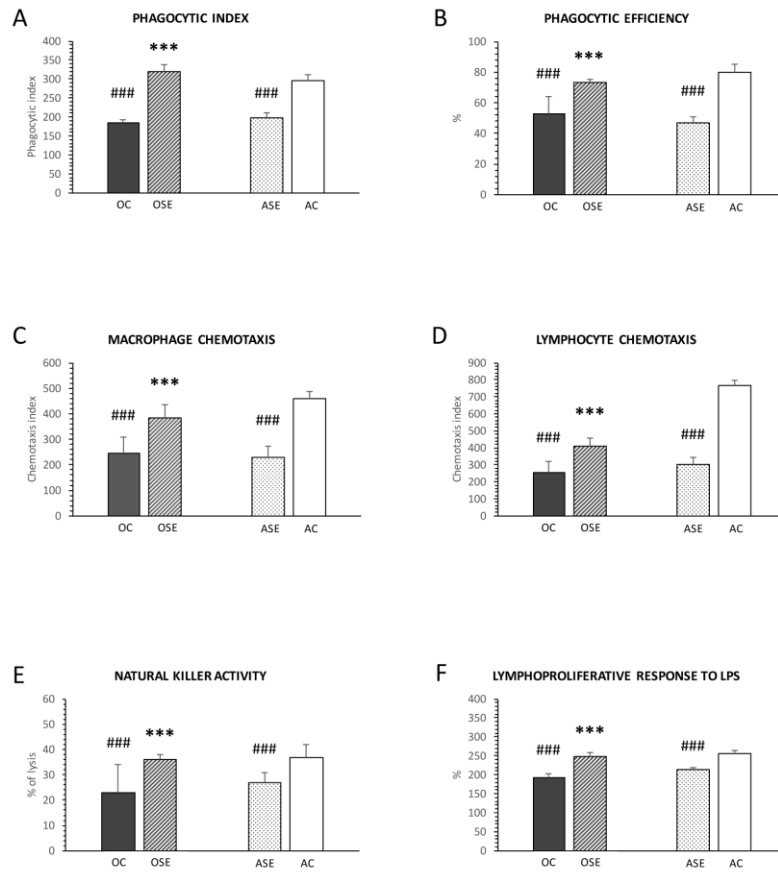 A
PHAGOCYTIC INDEX
Phagocytic index
400
350
300
250
200
150
100
50
0
###
***
###
OC
OSE
ASE
AC
B
PHAGOCYTIC EFFICIENCY
%
100
80
60
40
20
0
###
***
###
OC
OSE
ASE
AC
C
MACROPHAGE CHEMOTAXIS
Chemotaxis index
600
500
400
300
200
100
0
###
***
###
OC
OSE
ASE
AC
D
LYMPHOCYTE CHEMOTAXIS
Chemotaxis index
900
800
700
600
500
400
300
200
100
0
###
***
###
OC
OSE
ASE
AC
E
NATURAL KILLER ACTIVITY
% of lysis
60
50
40
30
20
10
0
###
***
###
OC
OSE
ASE
AC
F
LYMPHOPROLIFERATIVE RESPONSE TO LPS
%
400
350
300
250
200
150
100
50
0
###
***
###
OC
OSE
ASE
AC